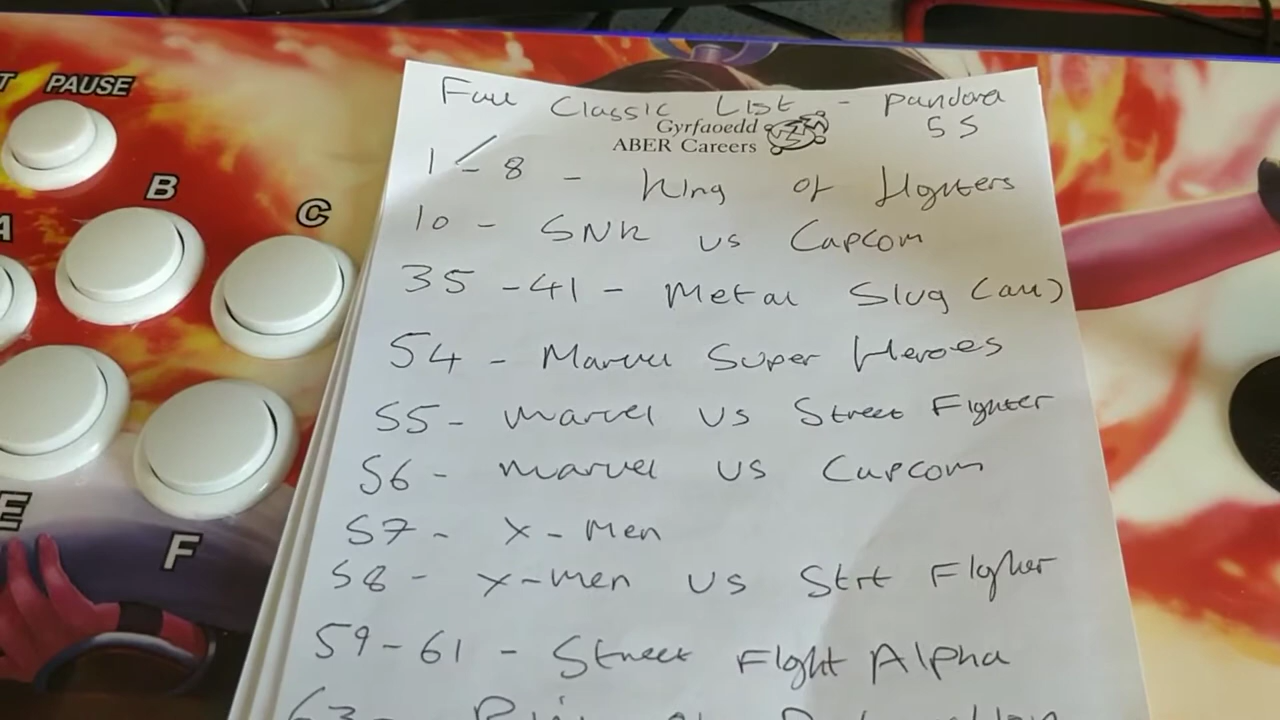 T PAUSE
A
B
C
E
F
Full Classic List - Pandora
5S
Gyrfaoedd
ABER Careers
1 - 8 - King of Fighters
10 - SNK vs Capcom
35 - 41 - Metal Slug (all)
54 - Marvel Super Heroes
55 - Marvel vs Street Fighter
56 - Marvel vs Capcom
57 - X-Men
58 - X-Men vs Strt Figher
59 - 61 - Street Fight Alpha
63 -